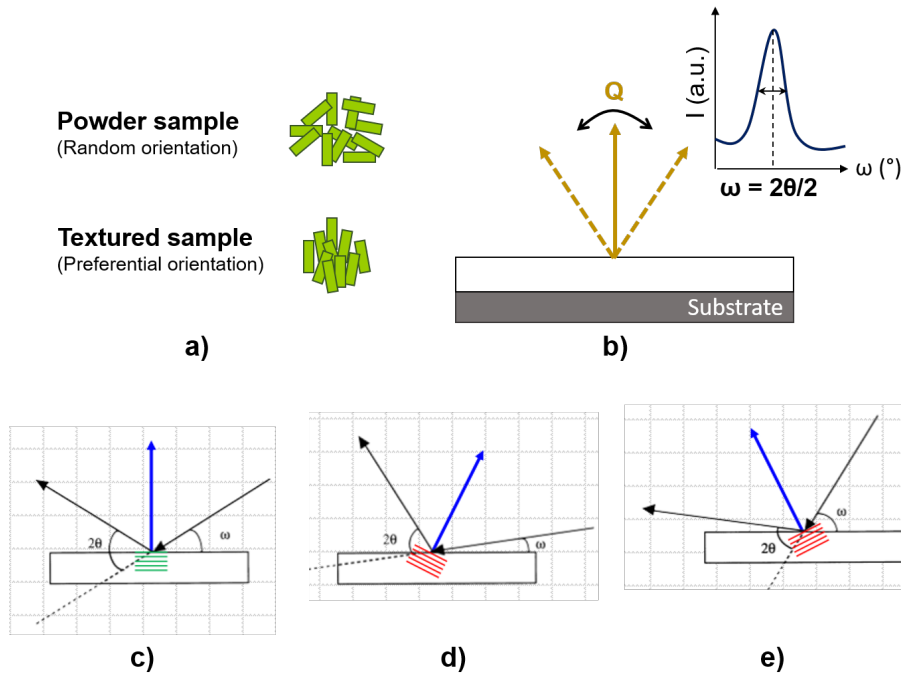 Powder sample
(Random orientation)
Textured sample
(Preferential orientation)
a)
Q
I (a.u.)
ω (°)
ω = 2θ/2
Substrate
b)
2θ
ω
c)
2θ
ω
d)
2θ
ω
e)